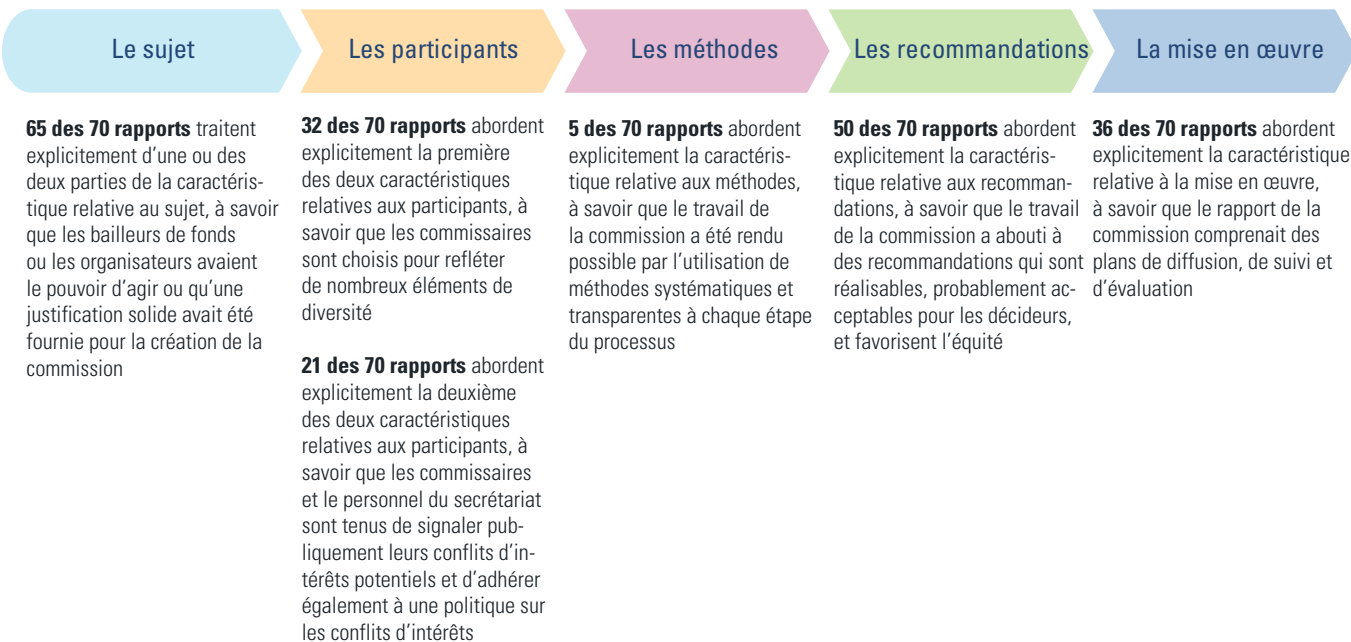 Le sujet
Les participants
Les méthodes
Les recommandations
La mise en œuvre
65 des 70 rapports traitent
explicitement d’une ou des
deux parties de la caractéris-
tique relative au sujet, à savoir
que les bailleurs de fonds
ou les organisateurs avaient
le pouvoir d’agir ou qu’une
justification solide avait été
fournie pour la création de la
commission
32 des 70 rapports abordent
explicitement la première
des deux caractéristiques
relatives aux participants, à
savoir que les commissaires
sont choisis pour refléter
de nombreux éléments de
diversité
21 des 70 rapports abordent
explicitement la deuxième
des deux caractéristiques
relatives aux participants, à
savoir que les commissaires
et le personnel du secrétariat
sont tenus de signaler pub-
liquement leurs conflits d’in-
térêts potentiels et d’adhérer
également à une politique sur
les conflits d’intérêts
5 des 70 rapports abordent
explicitement la caractéris-
tique relative aux méthodes,
à savoir que le travail de
la commission a été rendu
possible par l’utilisation de
méthodes systématiques et
transparentes à chaque étape
du processus
50 des 70 rapports abordent
explicitement la caractéris-
tique relative aux recomman-
dations, à savoir que le travail
de la commission a abouti à
des recommandations qui sont
réalisables, probablement ac-
ceptables pour les décideurs,
et favorisent l’équité
36 des 70 rapports abordent
explicitement la caractéristique
relative à la mise en œuvre,
à savoir que le rapport de la
commission comprenait des
plans de diffusion, de suivi et
d’évaluation